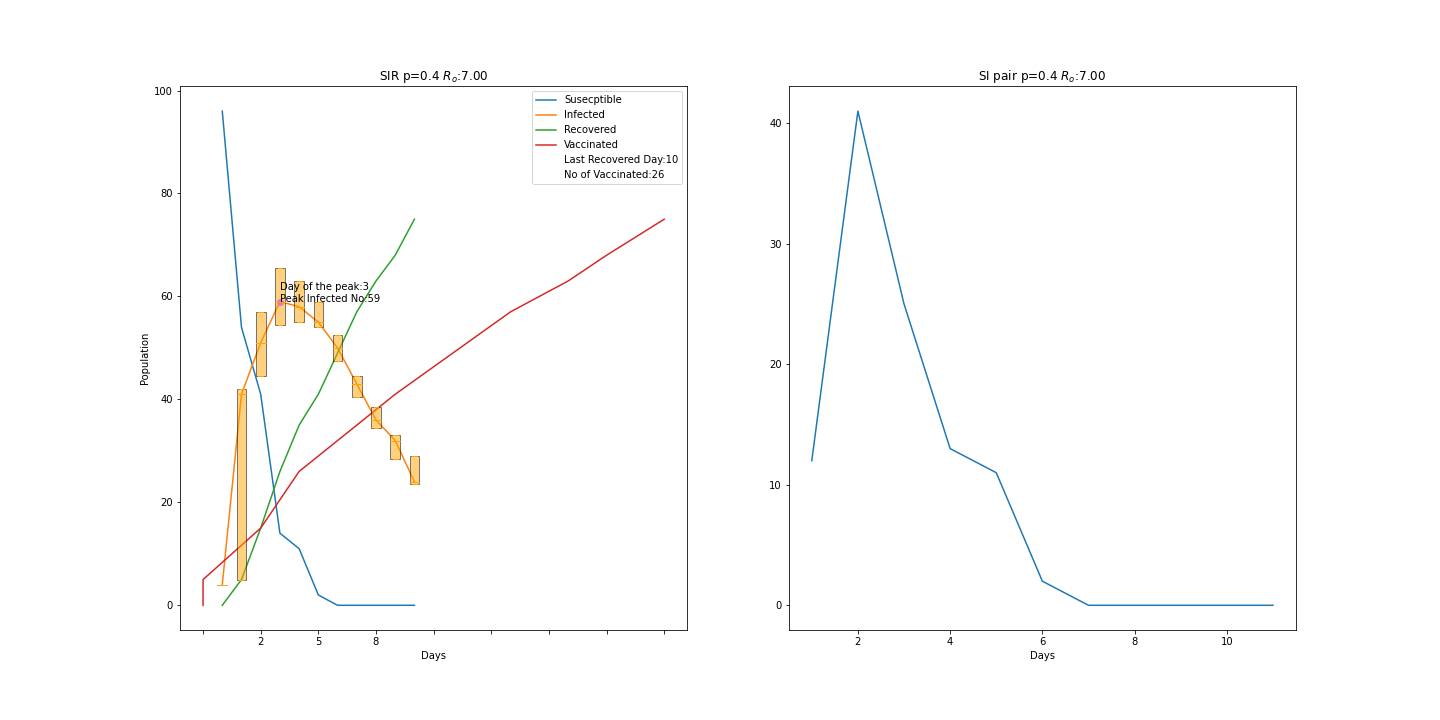 SIR p=0.4 Rₒ:7.00
100
80
60
40
20
0
Population
Susecptible
Infected
Recovered
Vaccinated
Last Recovered Day:10
No of Vaccinated:26
Day of the peak:3
Peak Infected No:59
2 5 8
Days
SI pair p=0.4 Rₒ:7.00
40
30
20
10
0
2 4 6 8 10
Days